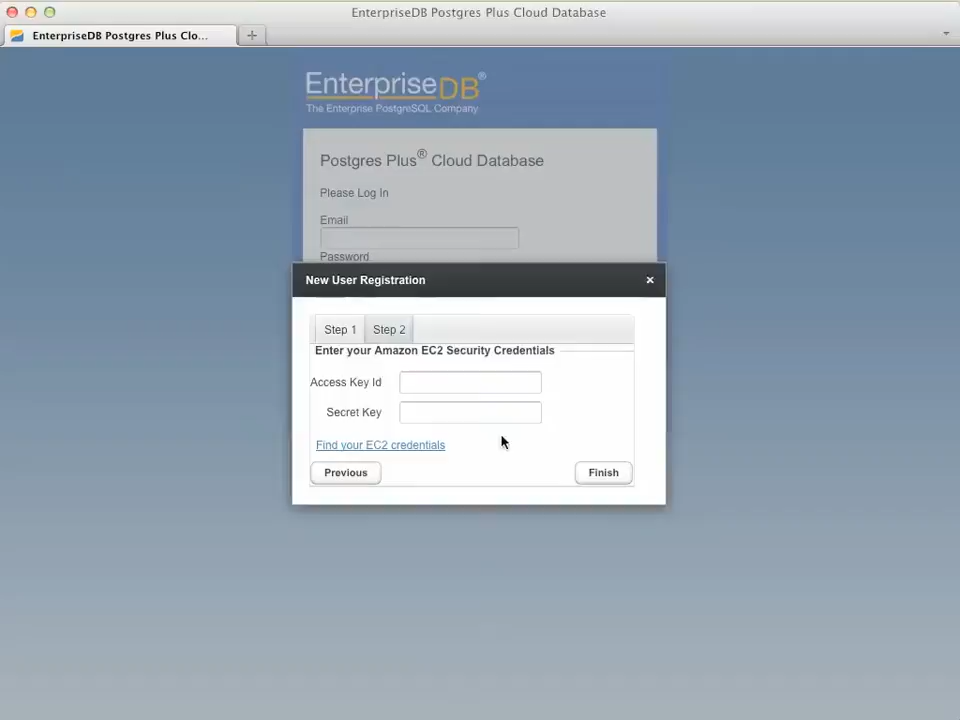 EnterpriseDB Postgres Plus Cloud Database
EnterpriseDB Postgres Plus Clo...
EnterpriseDB®
The Enterprise PostgreSQL Company
Postgres Plus® Cloud Database
Please Log In
Email
Password
New User Registration
Step 1
Step 2
Enter your Amazon EC2 Security Credentials
Access Key Id
Secret Key
Find your EC2 credentials
Previous
Finish